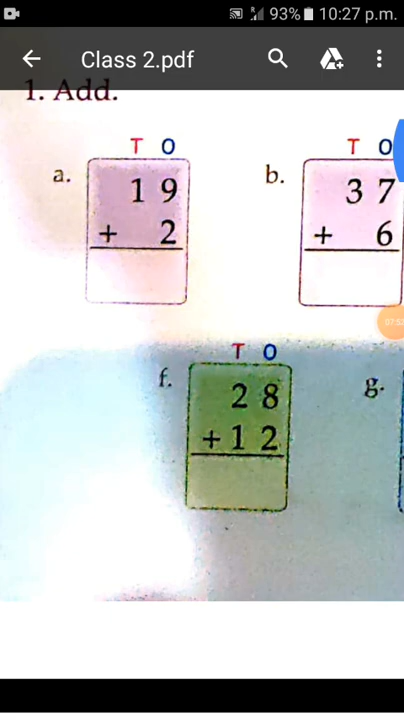 93% 10:27 p.m.
Class 2.pdf
1. Add.
T O
a.
1 9
+ 2
T O
b.
3 7
+ 6
T O
f.
2 8
+ 1 2
g.